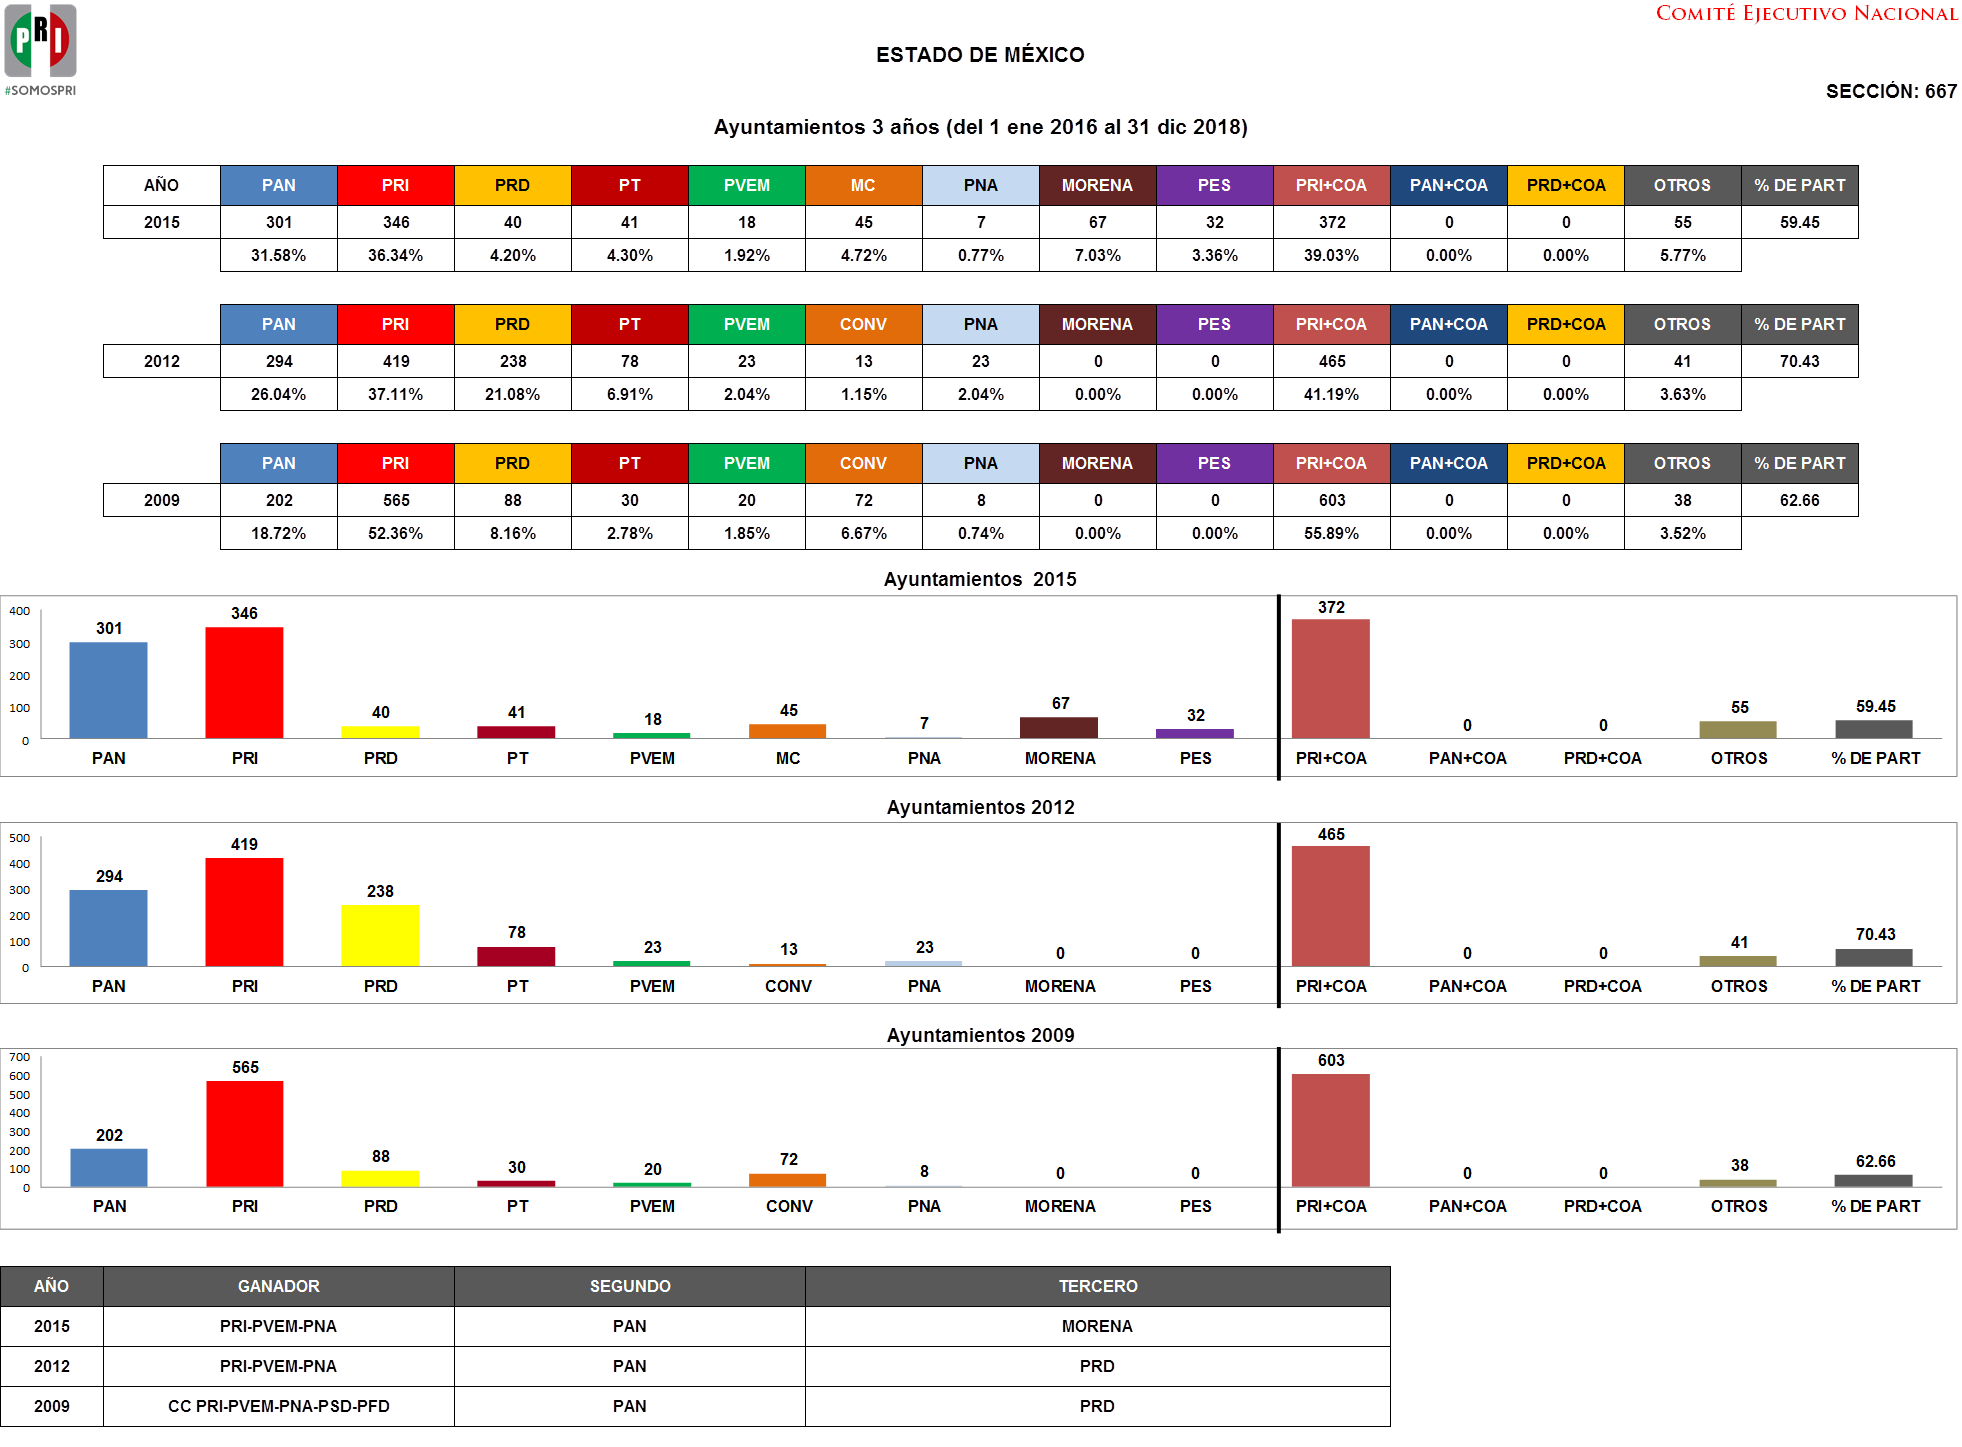 PRI
#SOMOSPRI
COMITÉ EJECUTIVO NACIONAL
ESTADO DE MÉXICO
SECCIÓN: 667
Ayuntamientos 3 años (del 1 ene 2016 al 31 dic 2018)
AÑO PAN PRI PRD PT PVEM MC PNA MORENA PES PRI+COA PAN+COA PRD+COA OTROS % DE PART
2015 301 346 40 41 18 45 7 67 32 372 0 0 55 59.45
31.58% 36.34% 4.20% 4.30% 1.92% 4.72% 0.77% 7.03% 3.36% 39.03% 0.00% 0.00% 5.77%
PAN PRI PRD PT PVEM CONV PNA MORENA PES PRI+COA PAN+COA PRD+COA OTROS % DE PART
2012 294 419 238 78 23 13 23 0 0 465 0 0 41 70.43
26.04% 37.11% 21.08% 6.91% 2.04% 1.15% 2.04% 0.00% 0.00% 41.19% 0.00% 0.00% 3.63%
PAN PRI PRD PT PVEM CONV PNA MORENA PES PRI+COA PAN+COA PRD+COA OTROS % DE PART
2009 202 565 88 30 20 72 8 0 0 603 0 0 38 62.66
18.72% 52.36% 8.16% 2.78% 1.85% 6.67% 0.74% 0.00% 0.00% 55.89% 0.00% 0.00% 3.52%
Ayuntamientos 2015
400
300
200
100
0
301 346 40 41 18 45 7 67 32 372 0 0 55 59.45
PAN PRI PRD PT PVEM MC PNA MORENA PES PRI+COA PAN+COA PRD+COA OTROS % DE PART
Ayuntamientos 2012
500
400
300
200
100
0
294 419 238 78 23 13 23 0 0 465 0 0 41 70.43
PAN PRI PRD PT PVEM CONV PNA MORENA PES PRI+COA PAN+COA PRD+COA OTROS % DE PART
Ayuntamientos 2009
700
600
500
400
300
200
100
0
202 565 88 30 20 72 8 0 0 603 0 0 38 62.66
PAN PRI PRD PT PVEM CONV PNA MORENA PES PRI+COA PAN+COA PRD+COA OTROS % DE PART
AÑO GANADOR SEGUNDO TERCERO
2015 PRI-PVEM-PNA PAN MORENA
2012 PRI-PVEM-PNA PAN PRD
2009 CC PRI-PVEM-PNA-PSD-PFD PAN PRD